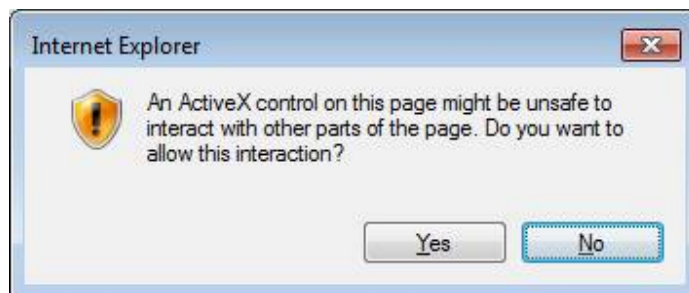 Internet Explorer
An ActiveX control on this page might be unsafe to
interact with other parts of the page. Do you want to
allow this interaction?
Yes
No